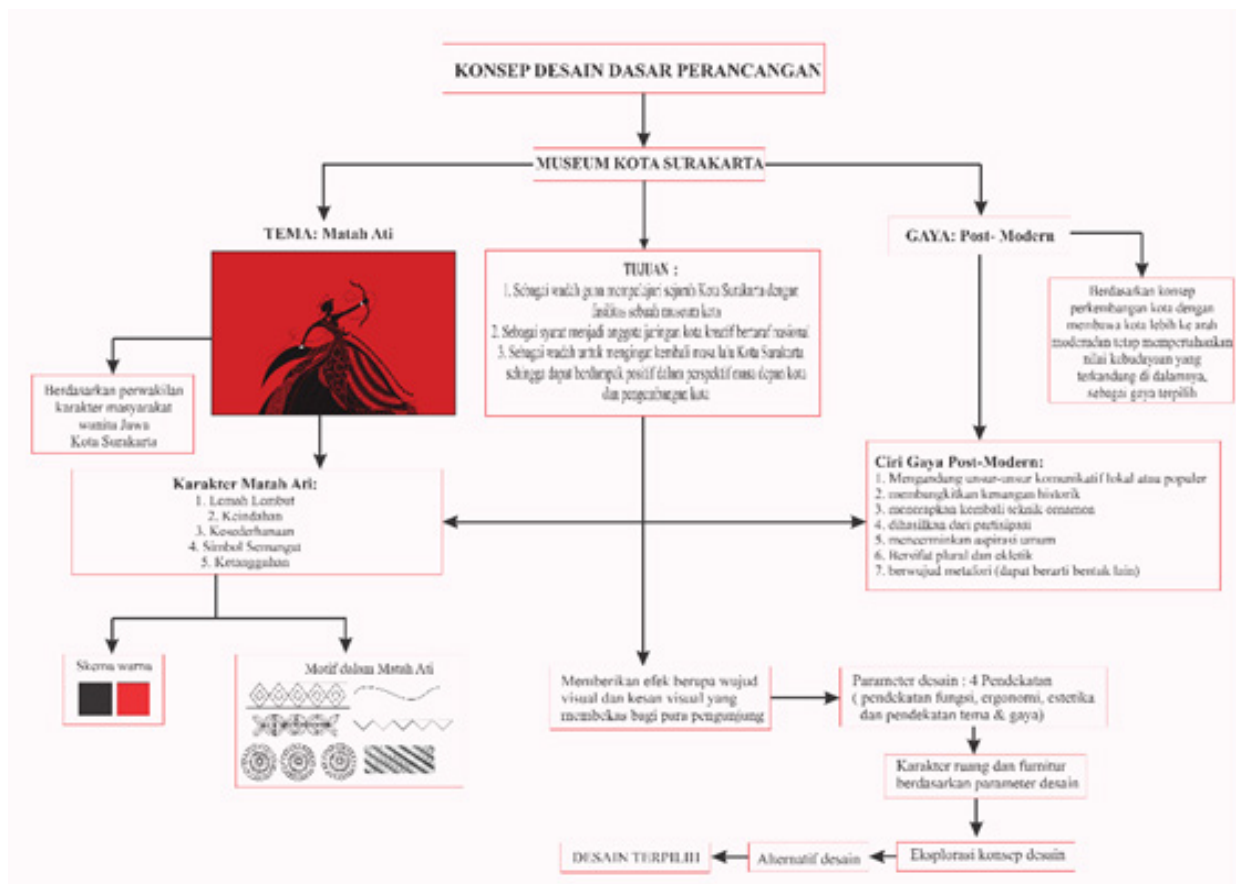 KONSEP DESAIN DASAR PERANCANGAN
MUSEUM KOTA SURAKARTA
TEMA: Matah Ati
Berdasarkan perwakilan
karakter masyarakat
wanita Jawa
Kota Surakarta
Karakter Matah Ati:
1. Lemah Lembut
2. Keindahan
3. Kesederhanaan
4. Simbol Semangat
5. Ketangguhan
Skema warna
Motif dalam Matah Ati
TUJUAN :
1. Sebagai wadah guna mempelajari sejarah Kota Surakarta dengan
fasilitas sebuah museum kota
2. Sebagai syarat menjadi anggota jaringan kota kreatif bertaraf nasional
3. Sebagai wadah untuk mengingat kembali masa lalu Kota Surakarta
sehingga dapat berdampak positif dalam perspektif masa depan kota
dan pengembangan kota
GAYA: Post- Modern
Berdasarkan konsep
perkembangan kota dengan
membawa kota lebih ke arah
moderadan tetap mempertahankan
nilai kebudayaan yang
terkandung di dalamnya,
sebagai gaya terpilih
Ciri Gaya Post-Modern:
1. Mengandung unsur-unsur komunikatif lokal atau populer
2. membangkitkan kenangan historik
3. menerapkan kembali teknik ornamen
4. dihasilkan dari partisipasi
5. mencerminkan aspirasi umum
6. Bersifat plural dan ekletik
7. berwujud metafori (dapat berarti bentuk lain)
Memberikan efek berupa wujud
visual dan kesan visual yang
membekas bagi para pengunjung
Parameter desain : 4 Pendekatan
( pendekatan fungsi, ergonomi, estetika
dan pendekatan tema & gaya)
Karakter ruang dan furnitur
berdasarkan parameter desain
Eksplorasi konsep desain
Alternatif desain
DESAIN TERPILIH